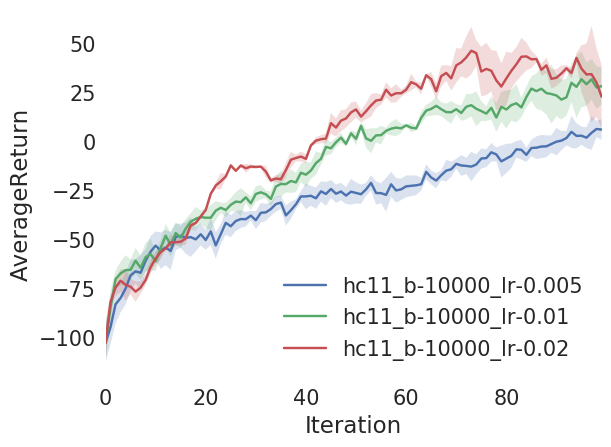 50
25
0
−25
−50
−75
−100
AverageReturn
hc11_b-10000_lr-0.005
hc11_b-10000_lr-0.01
hc11_b-10000_lr-0.02
0 20 40 60 80
Iteration